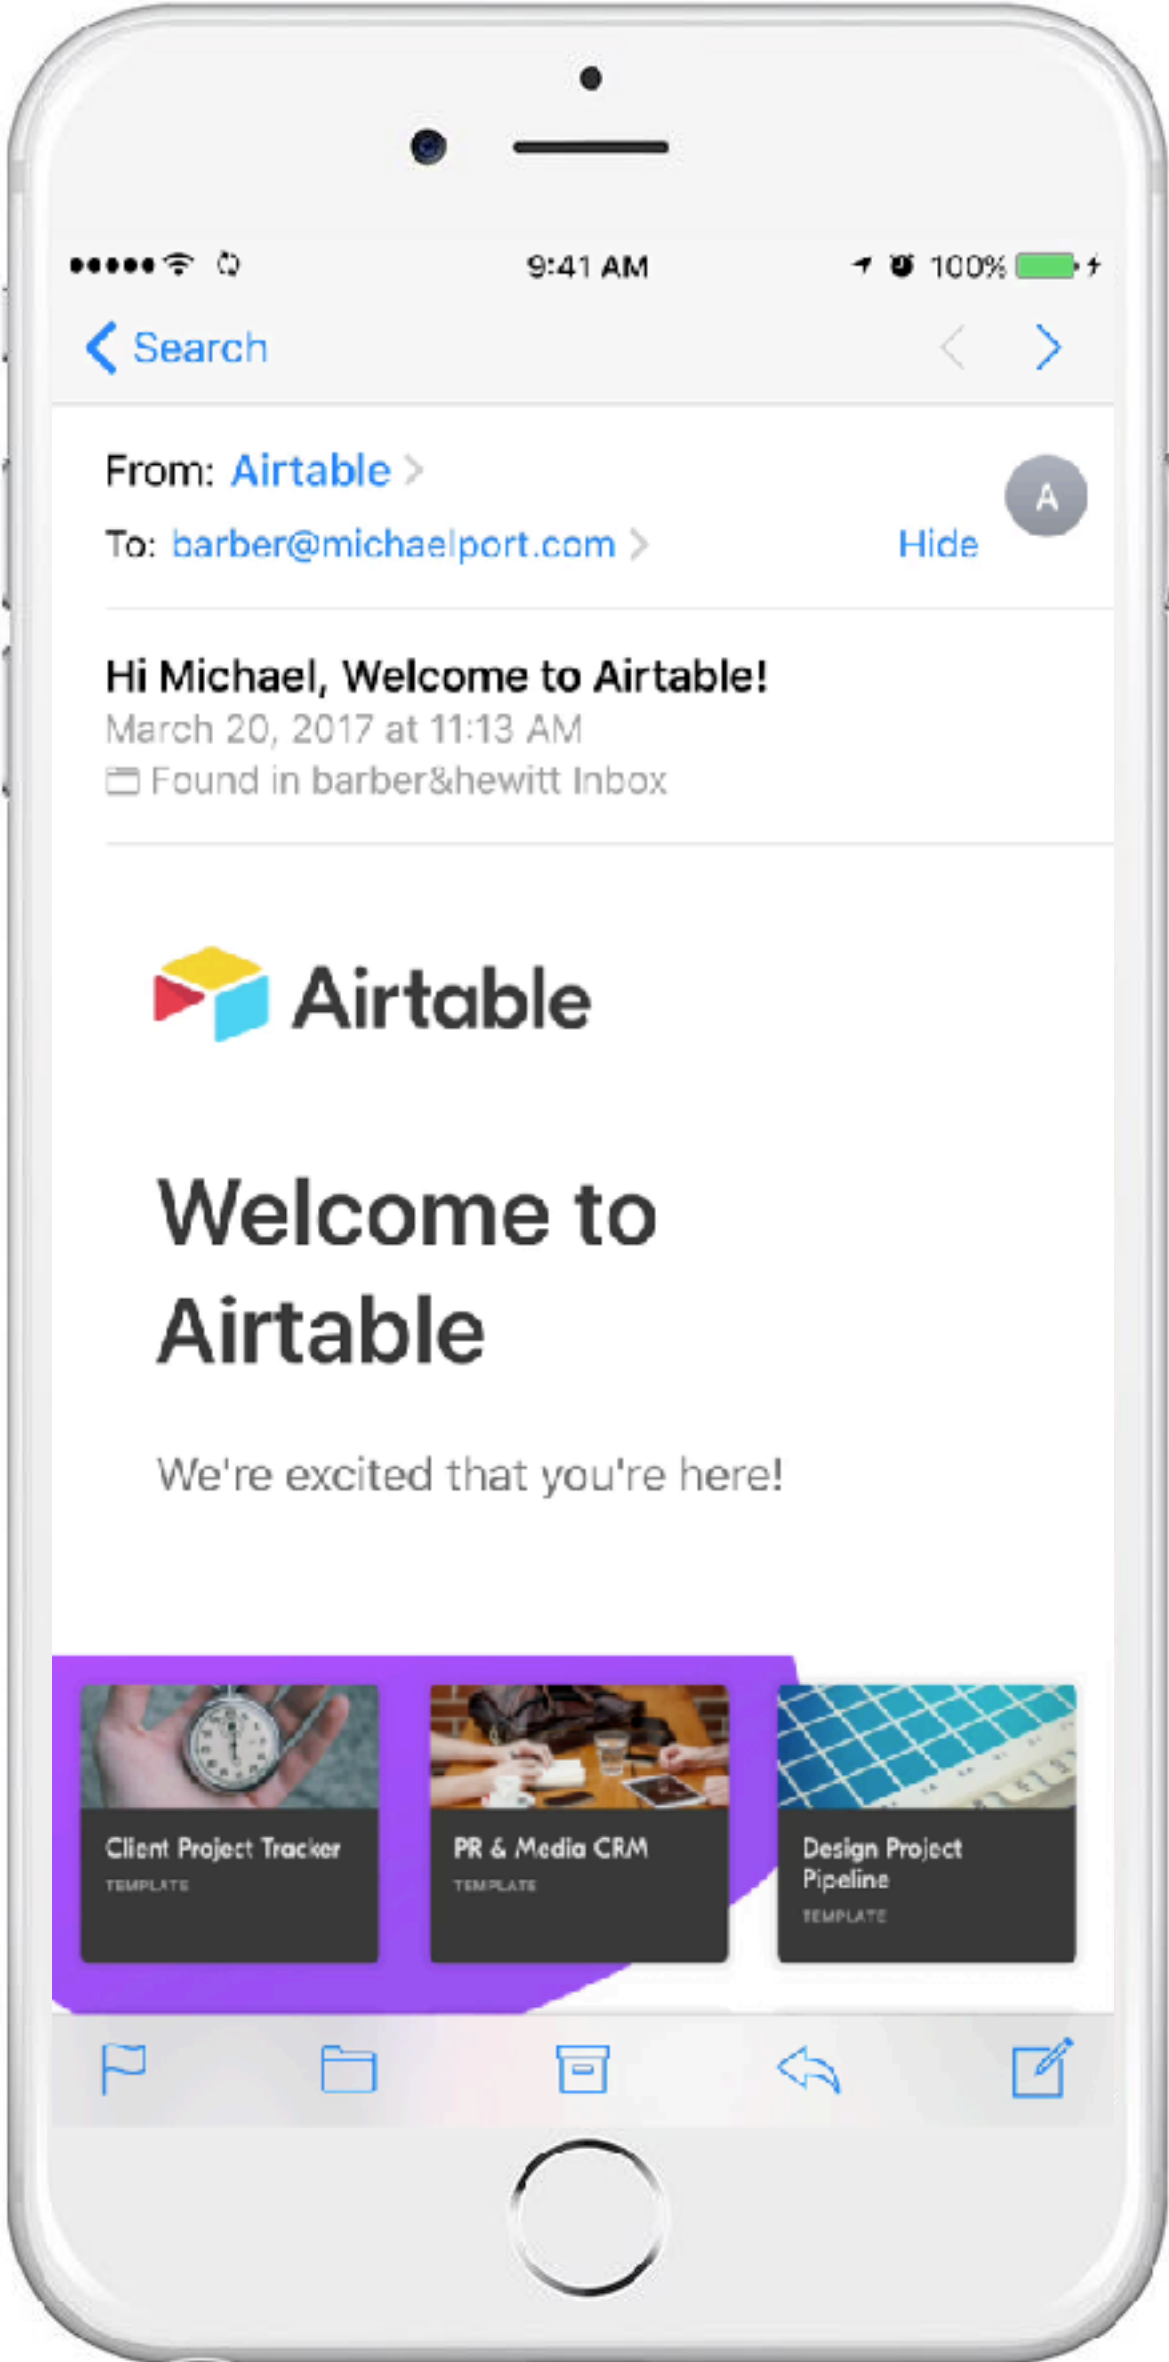 9:41 AM
100%
Search
From: Airtable
A
To: barber@michaelport.com
Hide
Hi Michael, Welcome to Airtable!
March 20, 2017 at 11:13 AM
Found in barber&hewitt Inbox
Airtable
Welcome to
Airtable
We're excited that you're here!
Client Project Tracker
TEMPLATE
PR & Media CRM
TEMPLATE
Design Project
Pipeline
TEMPLATE